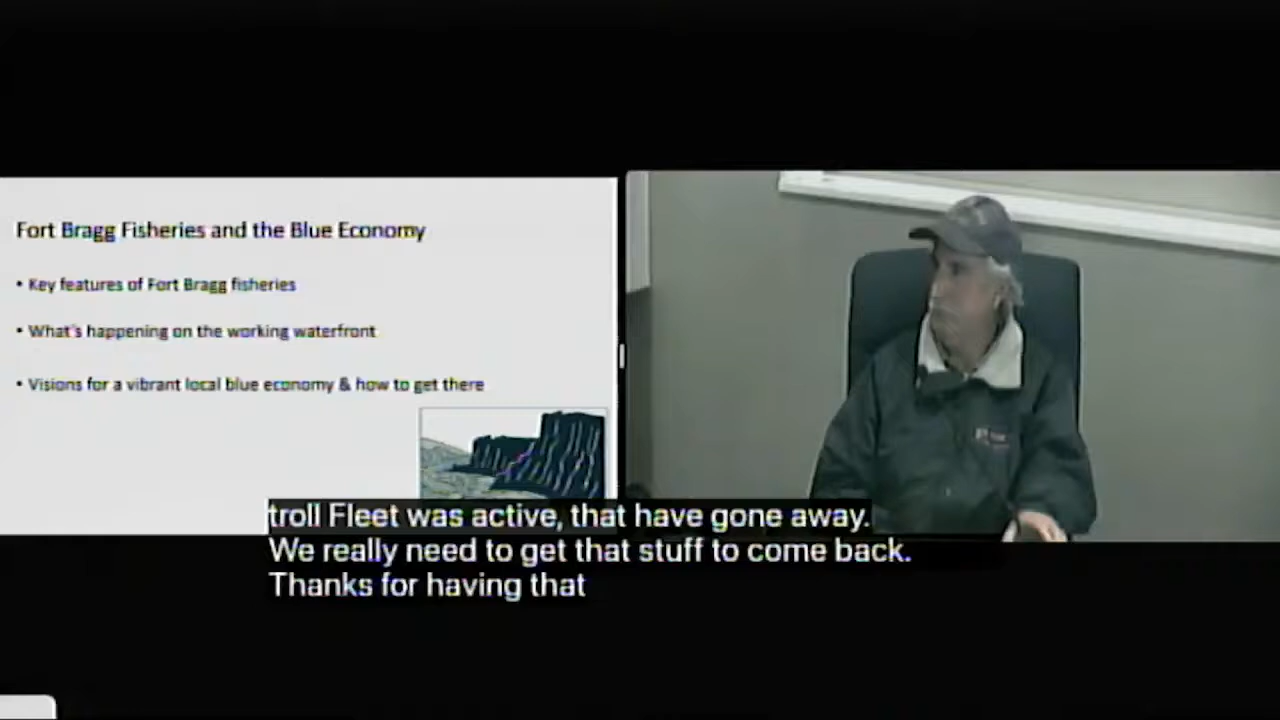 Fort Bragg Fisheries and the Blue Economy
• Key features of Fort Bragg fisheries
• What's happening on the working waterfront
• Visions for a vibrant local blue economy & how to get there
troll Fleet was active, that have gone away.
We really need to get that stuff to come back.
Thanks for having that